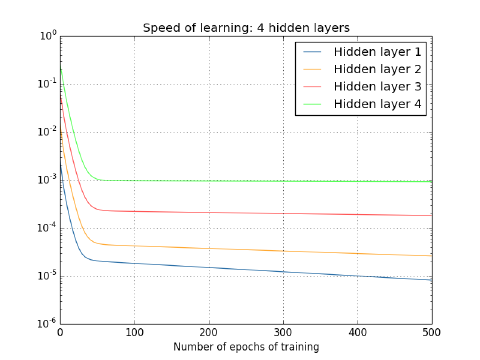 Speed of learning: 4 hidden layers
10^0
10^-1
10^-2
10^-3
10^-4
10^-5
10^-6
Hidden layer 1
Hidden layer 2
Hidden layer 3
Hidden layer 4
0 100 200 300 400 500
Number of epochs of training